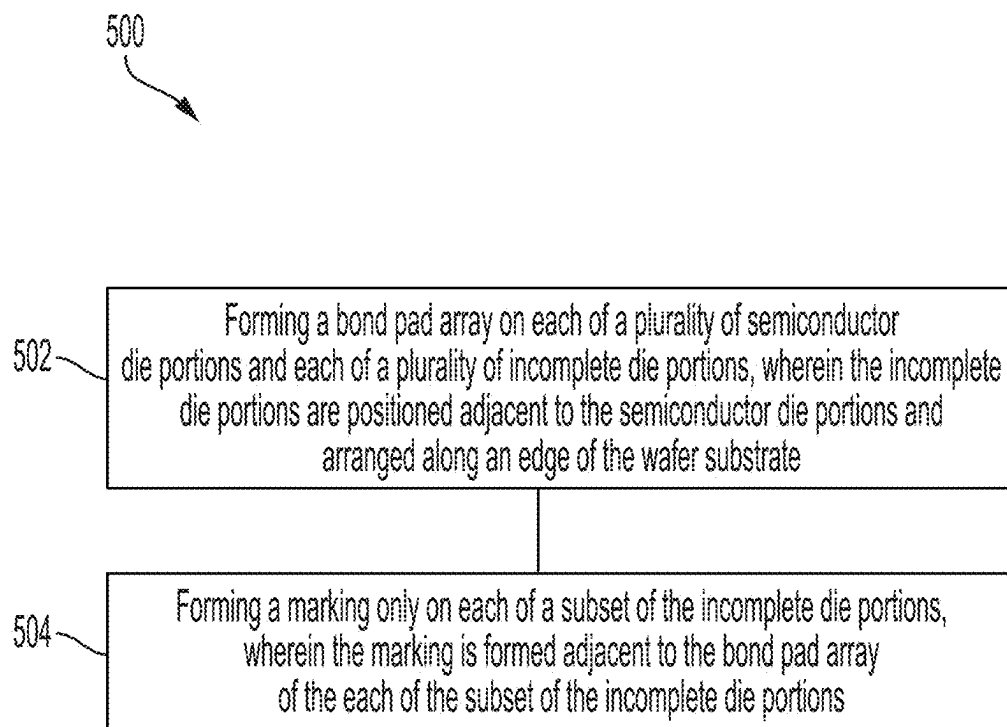 500
502
Forming a bond pad array on each of a plurality of semiconductor
die portions and each of a plurality of incomplete die portions, wherein the incomplete
die portions are positioned adjacent to the semiconductor die portions and
arranged along an edge of the wafer substrate
504
Forming a marking only on each of a subset of the incomplete die portions,
wherein the marking is formed adjacent to the bond pad array
of the each of the subset of the incomplete die portions